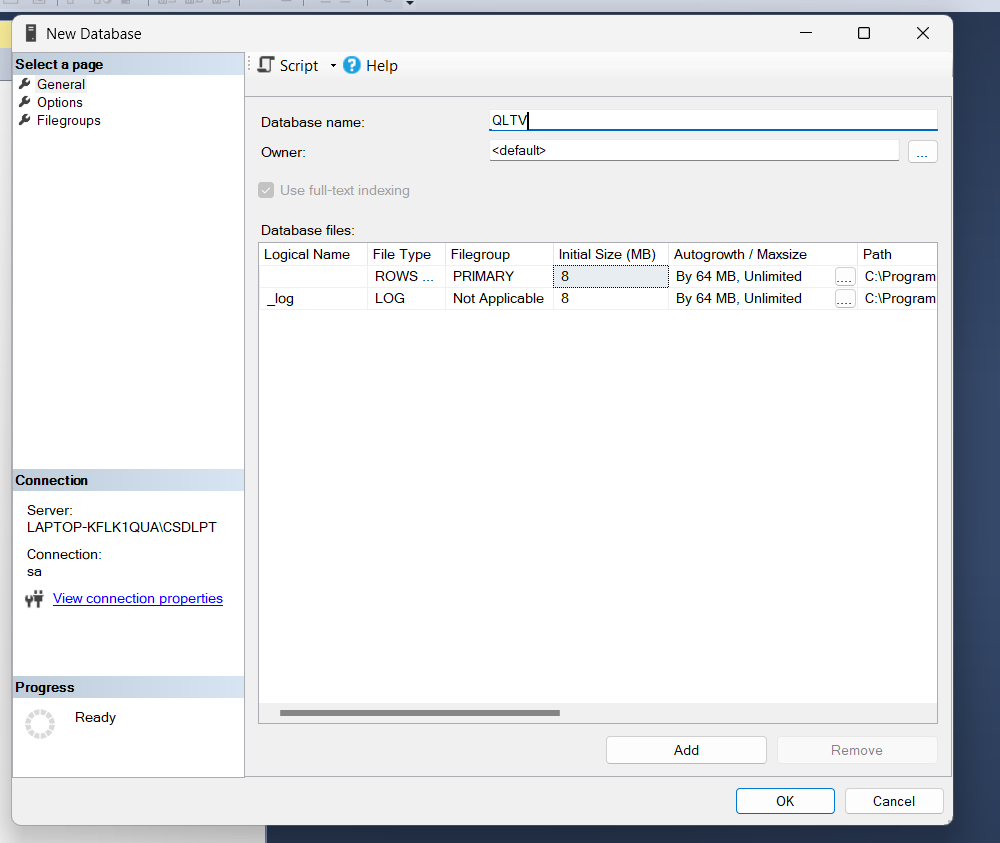 New Database
Select a page
General
Options
Filegroups
Script
Help
Database name:
QLTV
Owner:
<default>
...
Use full-text indexing
Database files:
Logical Name File Type Filegroup Initial Size (MB) Autogrowth / Maxsize Path
ROWS ... PRIMARY 8 By 64 MB, Unlimited .... C:\Program
_log LOG Not Applicable 8 By 64 MB, Unlimited .... C:\Program
Connection
Server:
LAPTOP-KFLK1QUA\CSDLPT
Connection:
sa
View connection properties
Progress
Ready
Add
Remove
OK
Cancel